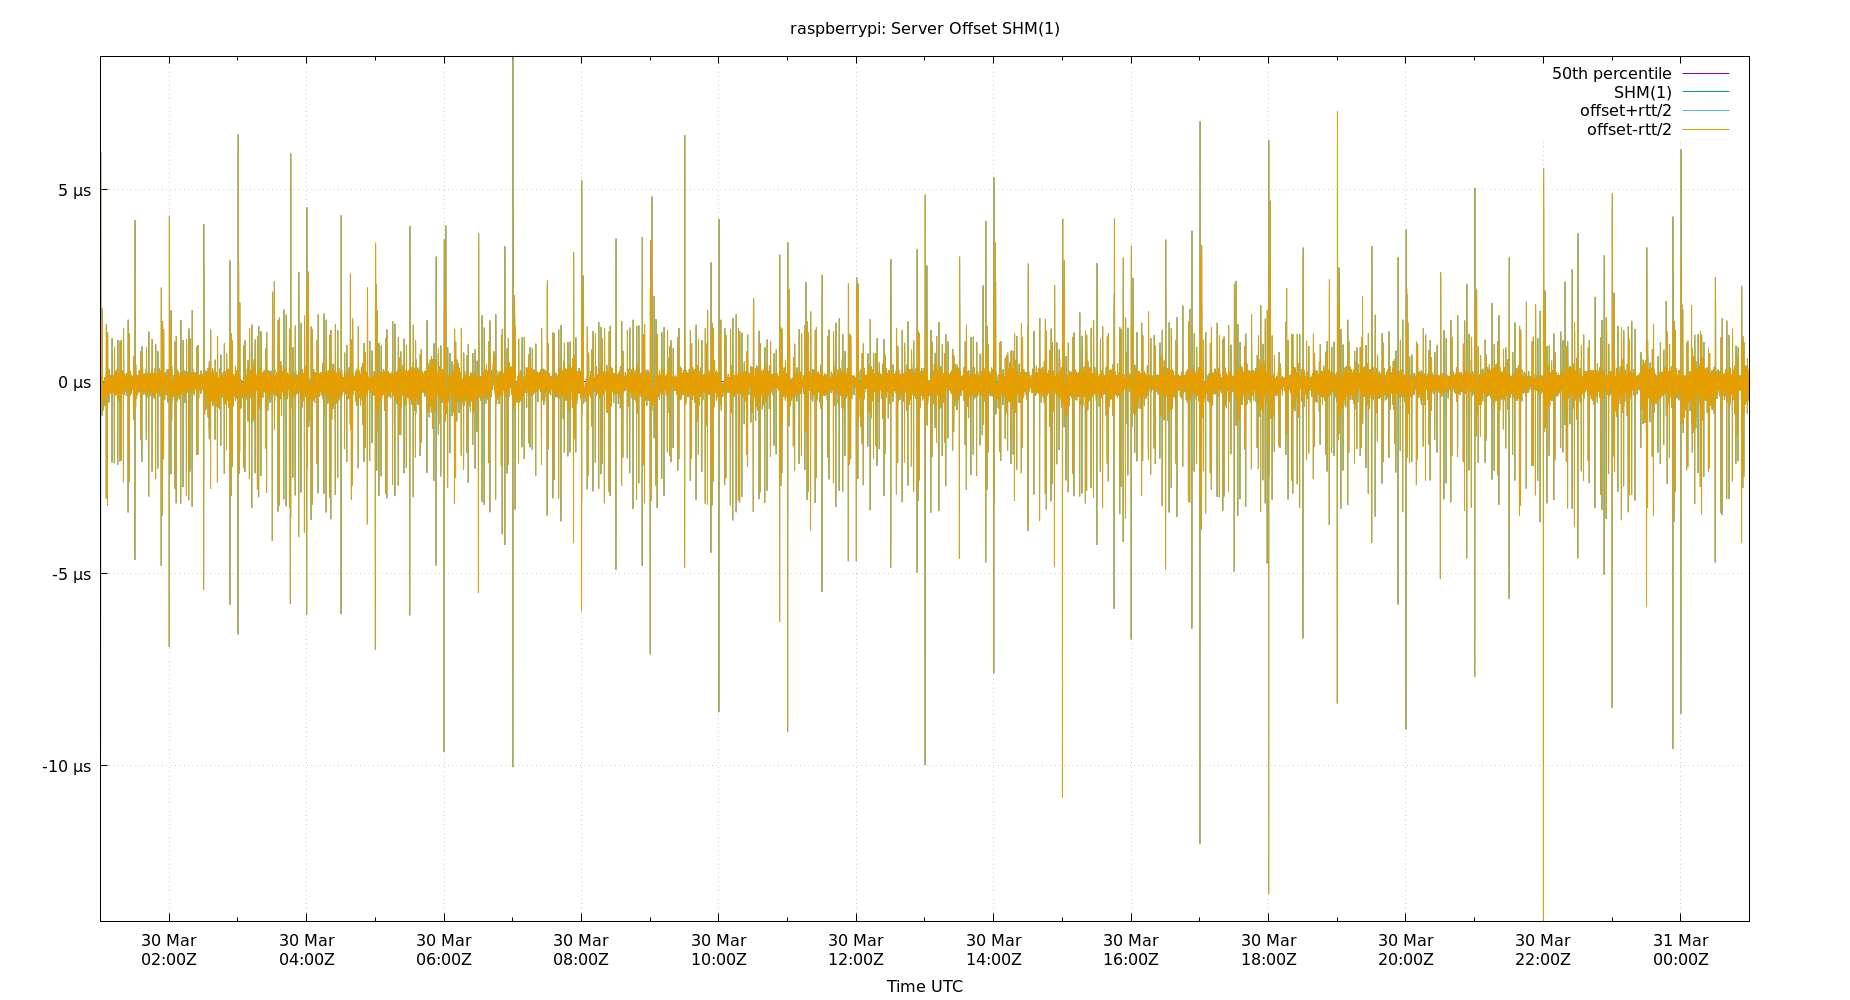 raspberrypi: Server Offset SHM(1)
50th percentile
SHM(1)
offset+rtt/2
offset-rtt/2
5 µs
0 µs
-5 µs
-10 µs
30 Mar 30 Mar 30 Mar 30 Mar 30 Mar 30 Mar 30 Mar 30 Mar 30 Mar 30 Mar 30 Mar 31 Mar
02:00Z 04:00Z 06:00Z 08:00Z 10:00Z 12:00Z 14:00Z 16:00Z 18:00Z 20:00Z 22:00Z 00:00Z
Time UTC